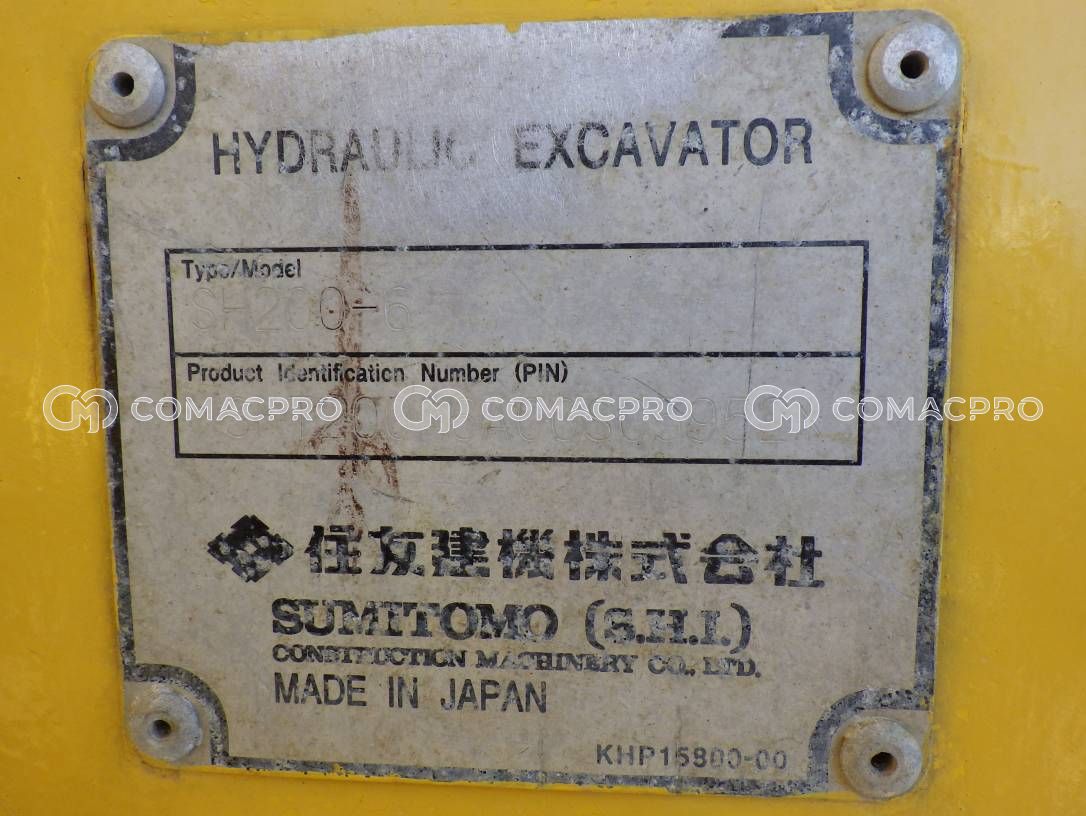 HYDRAULIC EXCAVATOR
Type/Model
SH200-6
Product Identification Number (PIN)
COMACPRO COMACPRO COMACPRO
住友建機株式会社
SUMITOMO (S.H.I.)
CONSTRUCTION MACHINERY CO., LTD.
MADE IN JAPAN
KHP15800-00